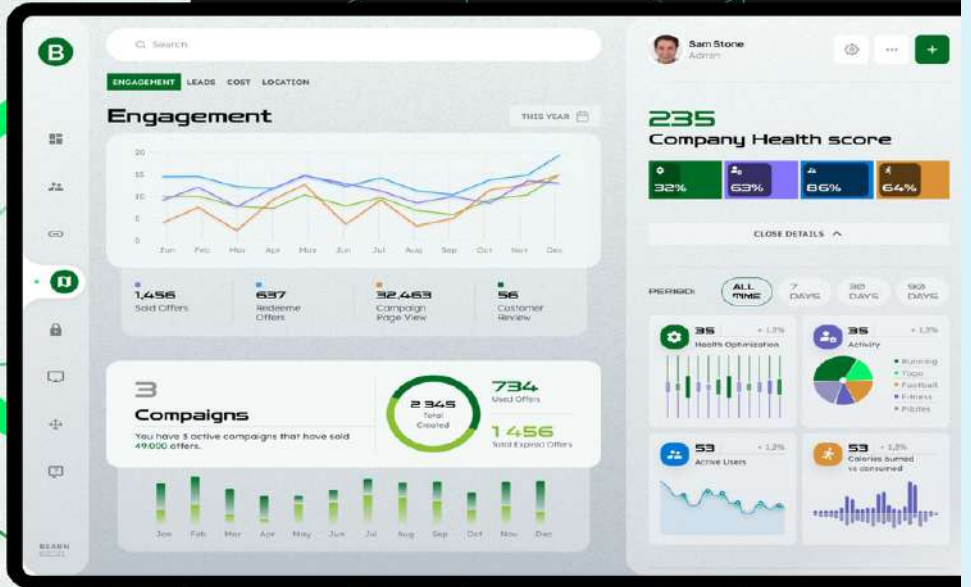 B
Search
ENGAGEMENT LEADS COST LOCATION
Engagement
THIS YEAR
20
15
10
5
0
Jan Feb Mar Apr May Jun Jul Aug Sep Oct Nov Dec
1,456
Sold Offers
637
Redeeme
Offers
32,463
Campaign
Page View
56
Customer
Review
3
Compaigns
You have 3 active compaigns that have sold
49.000 offers.
2 345
Total
Created
734
Used Offers
1 456
Total Expired Offers
Jan Feb Mar Apr May Jun Jul Aug Sep Oct Nov Dec
Sam Stone
Admin
235
Company Health score
32% 63% 86% 64%
CLOSE DETAILS
PERIOD:
ALL
TIME
7
DAYS
30
DAYS
90
DAYS
35 + 1,3%
Health Optimization
35 + 1,3%
Activity
Running
Yoga
Football
Fitness
Pilates
53 + 1,3%
Active Users
53 + 1,3%
Calories burned
vs consumed